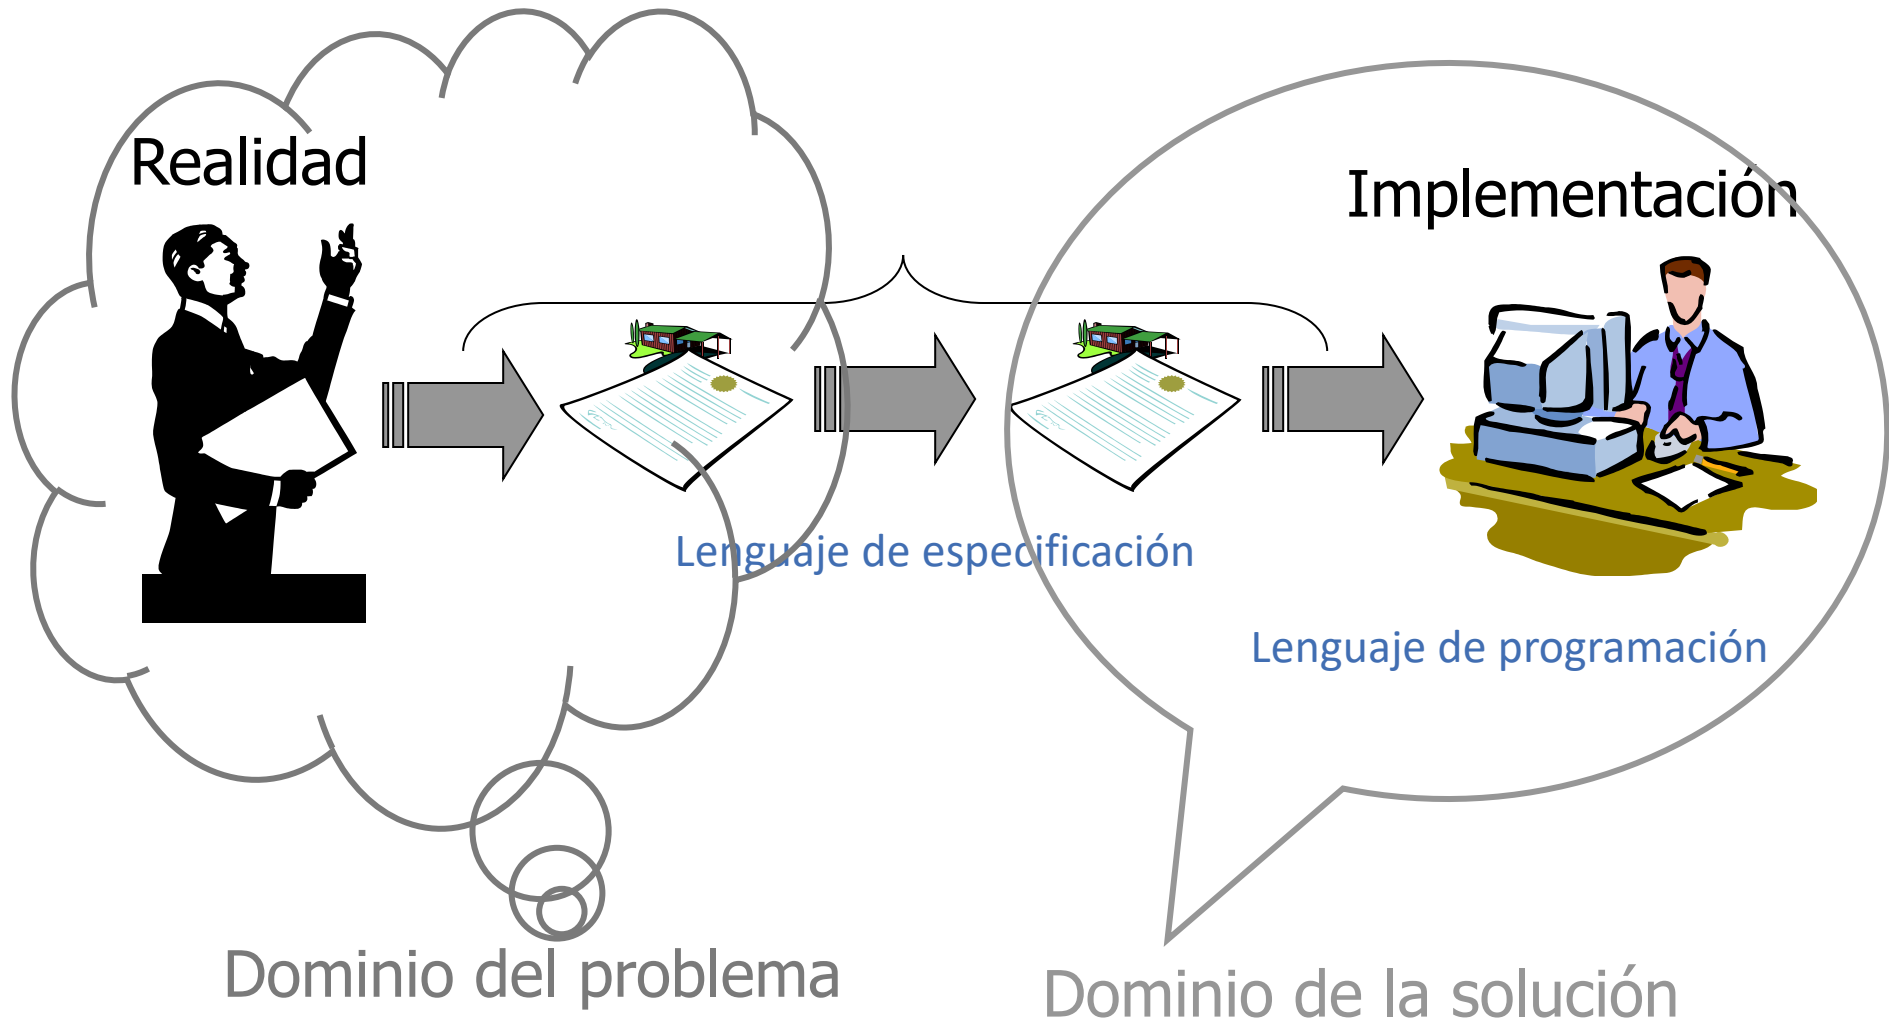 Realidad
Implementación
Lenguaje de especificación
Lenguaje de programación
Dominio del problema
Dominio de la solución